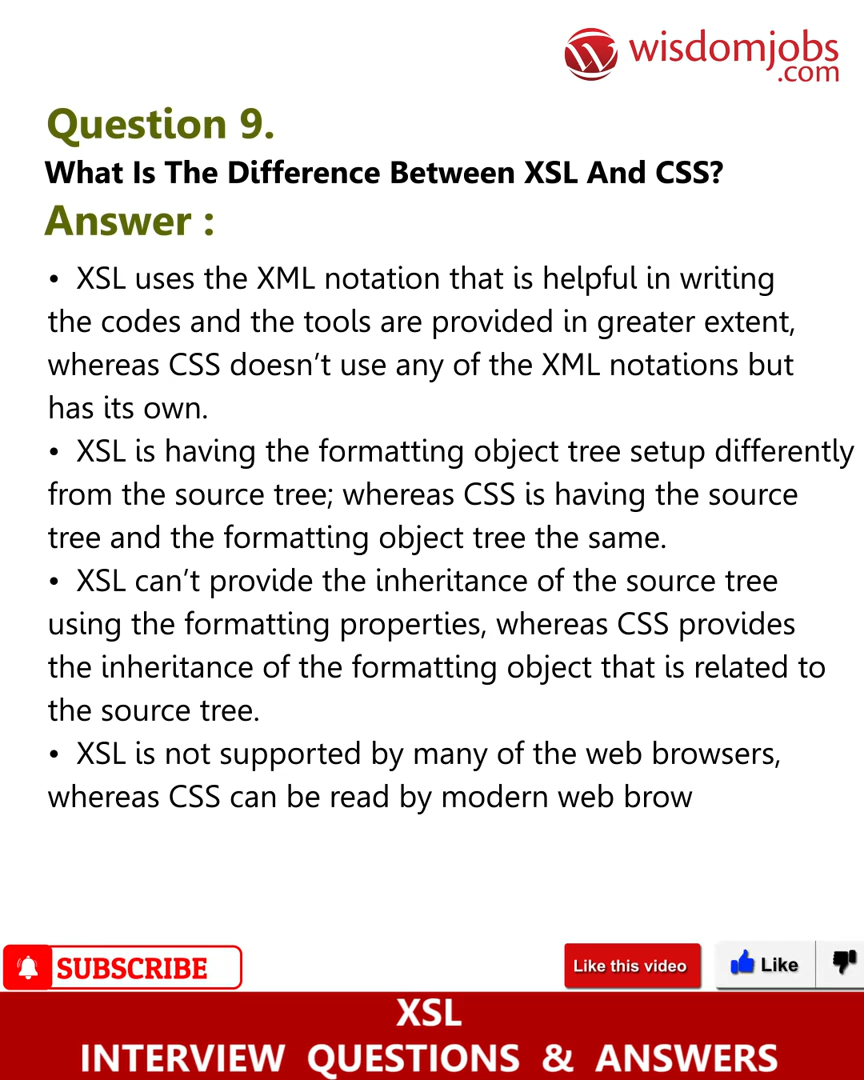 wisdomjobs
.com
Question 9.
What Is The Difference Between XSL And CSS?
Answer :
• XSL uses the XML notation that is helpful in writing
the codes and the tools are provided in greater extent,
whereas CSS doesn’t use any of the XML notations but
has its own.
• XSL is having the formatting object tree setup differently
from the source tree; whereas CSS is having the source
tree and the formatting object tree the same.
• XSL can’t provide the inheritance of the source tree
using the formatting properties, whereas CSS provides
the inheritance of the formatting object that is related to
the source tree.
• XSL is not supported by many of the web browsers,
whereas CSS can be read by modern web brow
SUBSCRIBE
Like this video
Like
XSL
INTERVIEW QUESTIONS & ANSWERS